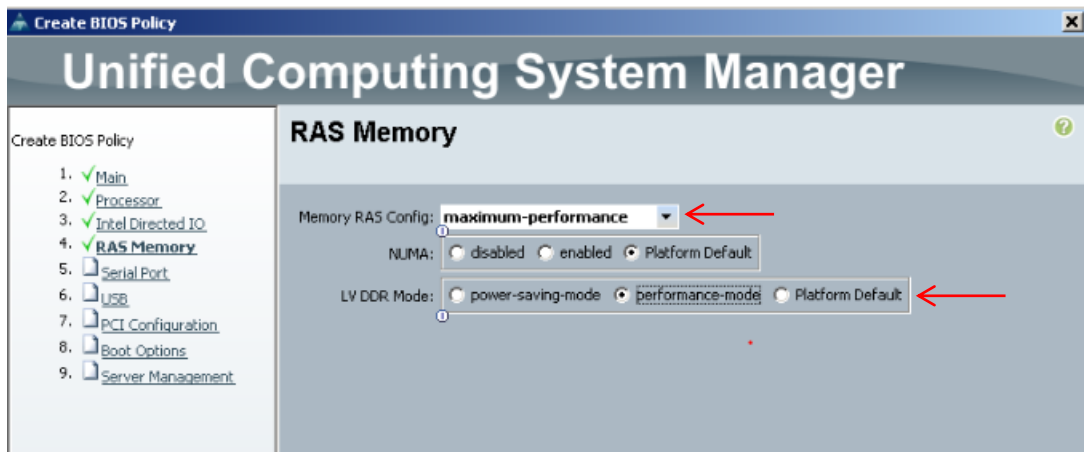 Create BIOS Policy
Unified Computing System Manager
Create BIOS Policy
1. Main
2. Processor
3. Intel Directed IO
4. RAS Memory
5. Serial Port
6. USB
7. PCI Configuration
8. Boot Options
9. Server Management
RAS Memory
Memory RAS Config: maximum-performance
NUMA: disabled enabled Platform Default
LV DDR Mode: power-saving-mode performance-mode Platform Default